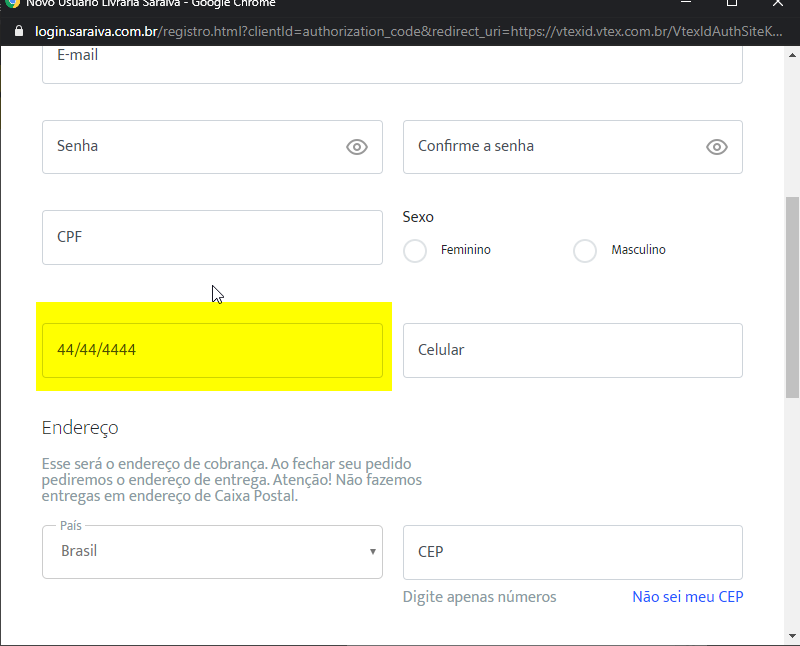 Novo Usuário Livraria Saraiva - Google Chrome
login.saraiva.com.br/registro.html?clientId=authorization_code&redirect_uri=https://vtexid.vtex.com.br/VtexIdAuthSiteK...
E-mail
Senha
Confirme a senha
CPF
Sexo
Feminino
Masculino
44/44/4444
Celular
Endereço
Esse será o endereço de cobrança. Ao fechar seu pedido
pediremos o endereço de entrega. Atenção! Não fazemos
entregas em endereço de Caixa Postal.
País
Brasil
CEP
Digite apenas números
Não sei meu CEP